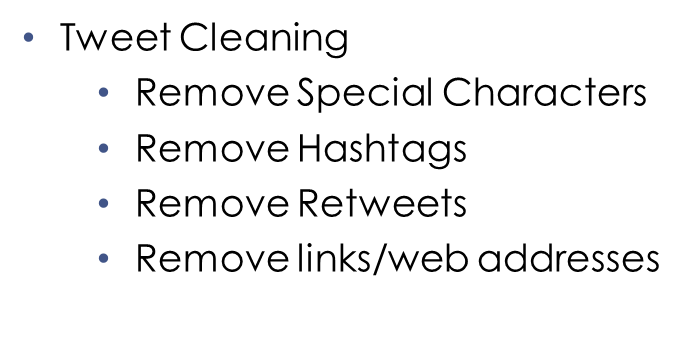 • Tweet Cleaning
• Remove Special Characters
• Remove Hashtags
• Remove Retweets
• Remove links/web addresses